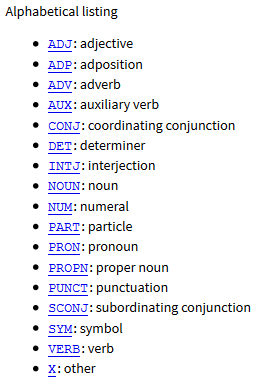 Alphabetical listing
• ADJ: adjective
• ADP: adposition
• ADV: adverb
• AUX: auxiliary verb
• CONJ: coordinating conjunction
• DET: determiner
• INTJ: interjection
• NOUN: noun
• NUM: numeral
• PART: particle
• PRON: pronoun
• PROPN: proper noun
• PUNCT: punctuation
• SCONJ: subordinating conjunction
• SYM: symbol
• VERB: verb
• X: other